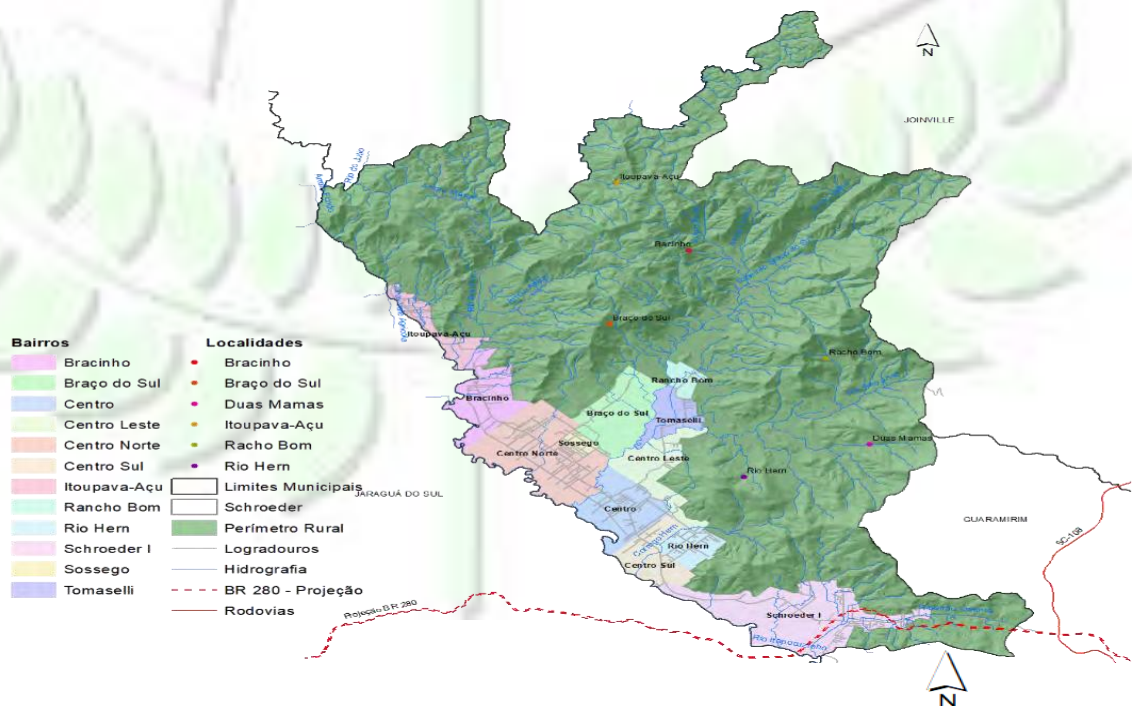 N
JOINVILLE
Itoupava-Açu
Braço do Sul
Racho Bom
Duas Mamas
Rio Hern
Itoupava-Açu
Bracinho
Rancho Bom
Braço do Sul
Tomaselli
Sossego
Centro Norte
Centro Leste
Centro
Rio Hern
Centro Sul
Schroeder I
JARAGUÁ DO SUL
GUARAMIRIM
SC-108
Projeção BR 280
Bairros
Bracinho
Braço do Sul
Centro
Centro Leste
Centro Norte
Centro Sul
Itoupava-Açu
Rancho Bom
Rio Hern
Schroeder I
Sossego
Tomaselli
Localidades
Bracinho
Braço do Sul
Duas Mamas
Itoupava-Açu
Racho Bom
Rio Hern
Limites Municipais
Schroeder
Perímetro Rural
Logradouros
Hidrografia
BR 280 - Projeção
Rodovias
N